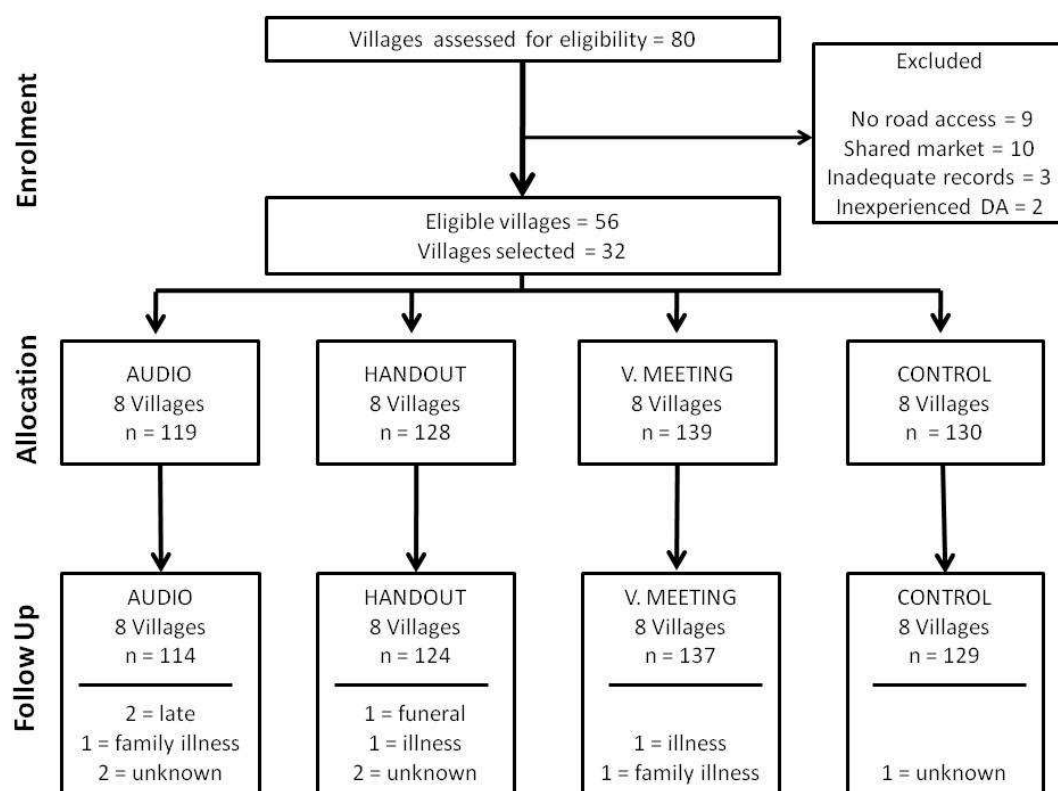 Enrolment
Villages assessed for eligibility = 80
Excluded
No road access = 9
Shared market = 10
Inadequate records = 3
Inexperienced DA = 2
Eligible villages = 56
Villages selected = 32
Allocation
AUDIO
8 Villages
n = 119
HANDOUT
8 Villages
n = 128
V. MEETING
8 Villages
n = 139
CONTROL
8 Villages
n = 130
Follow Up
AUDIO
8 Villages
n = 114
2 = late
1 = family illness
2 = unknown
HANDOUT
8 Villages
n = 124
1 = funeral
1 = illness
2 = unknown
V. MEETING
8 Villages
n = 137
1 = illness
1 = family illness
CONTROL
8 Villages
n = 129
1 = unknown